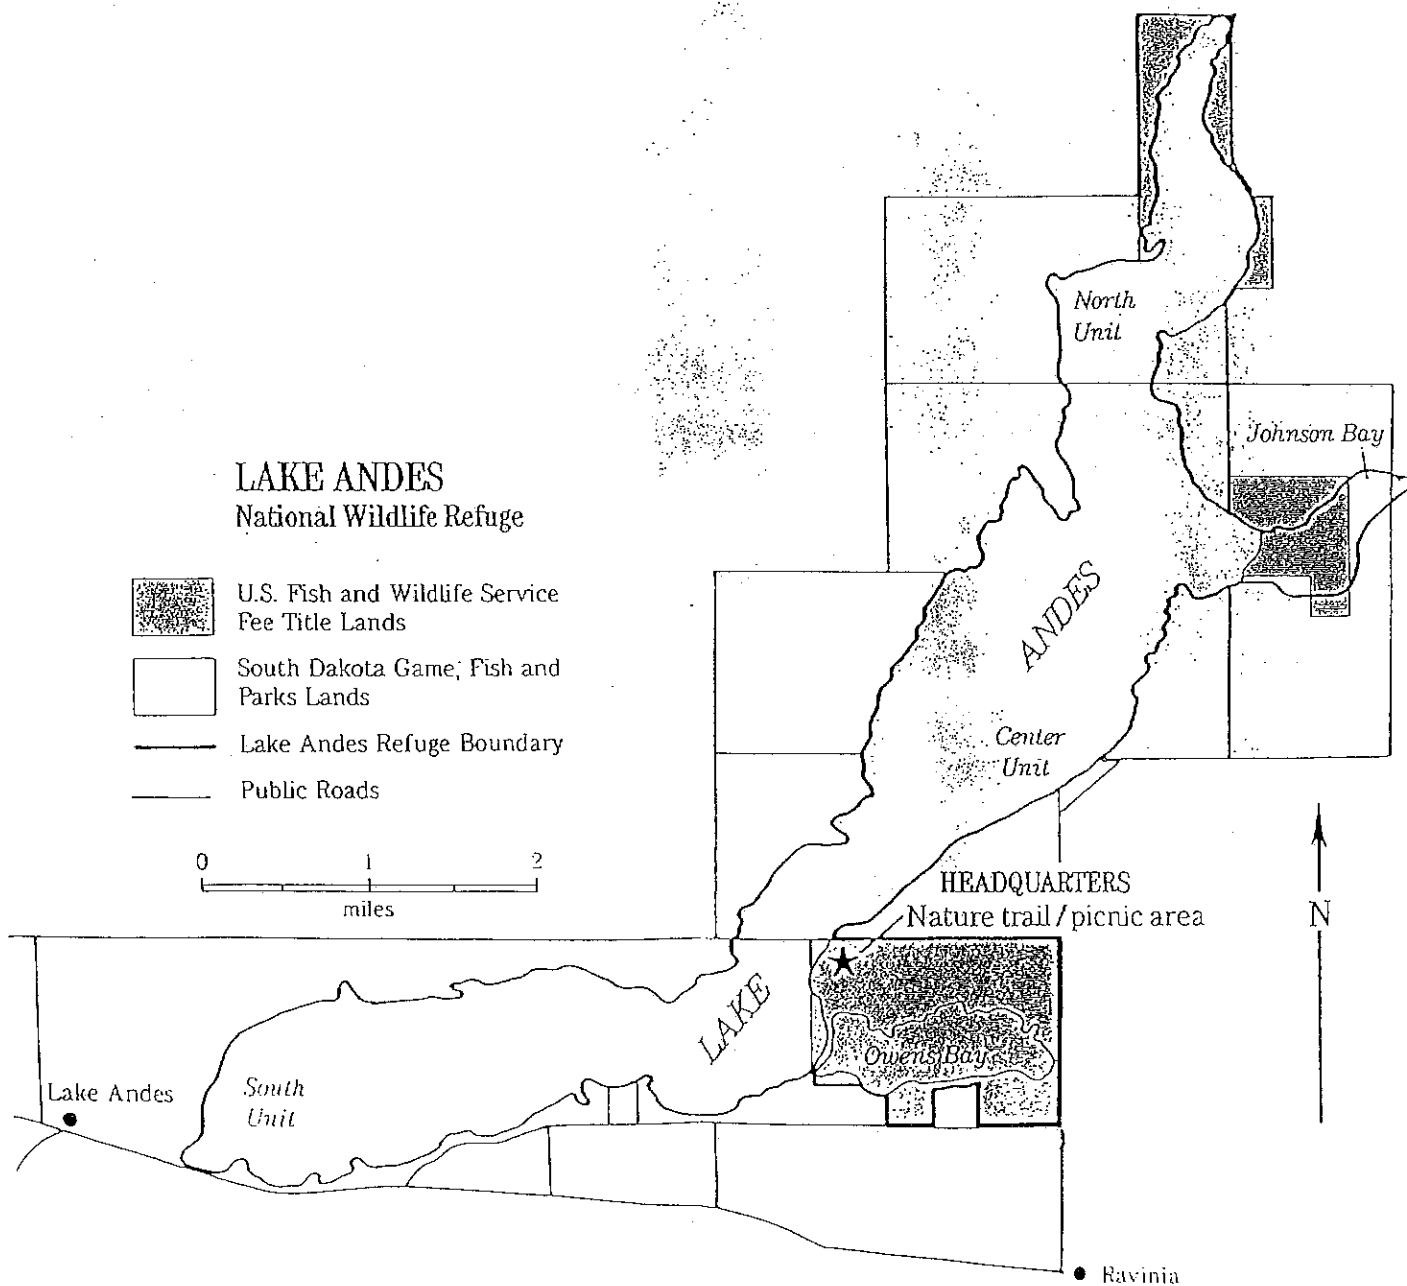 North
Unit
Johnson Bay
LAKE ANDES
National Wildlife Refuge
U.S. Fish and Wildlife Service
Fee Title Lands
South Dakota Game, Fish and
Parks Lands
Lake Andes Refuge Boundary
Public Roads
0 1 2
miles
ANDES
Center
Unit
HEADQUARTERS
Nature trail / picnic area
N
LAKE
Owens Bay
South
Unit
Lake Andes
Ravinia